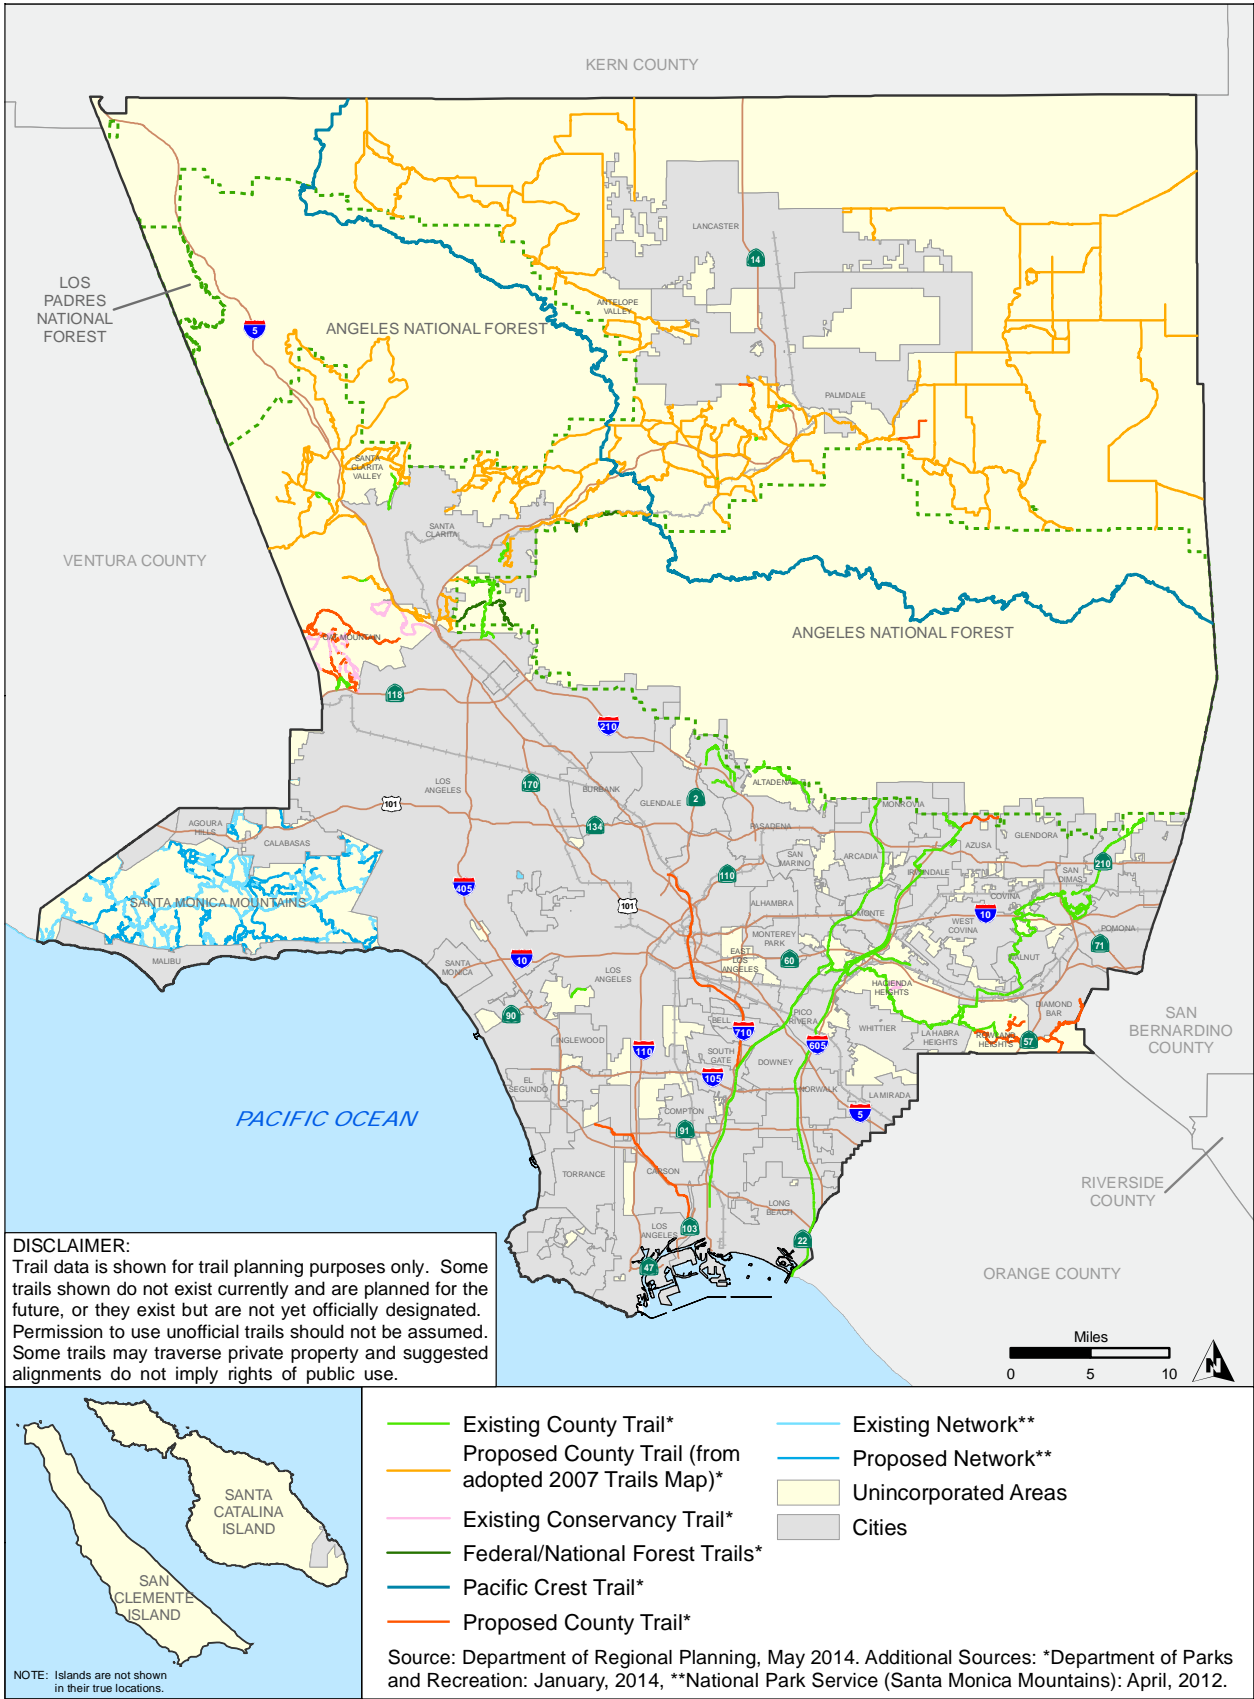 KERN COUNTY
LOS
PADRES
NATIONAL
FOREST
5
ANGELES NATIONAL FOREST
LANCASTER
14
ANTELOPE
VALLEY
PALMDALE
SANTA
CLARITA
VALLEY
SANTA
CLARITA
VENTURA COUNTY
OAK MOUNTAIN
ANGELES NATIONAL FOREST
118
210
LOS
ANGELES
170
BURBANK
GLENDALE
2
ALTADENA
MONROVIA
101
134
PASADENA
GLENDORA
AZUSA
AGOURA
HILLS
CALABASAS
SAN
MARINO
ARCADIA
IRWINDALE
210
SAN
DIMAS
110
405
COVINA
SANTA MONICA MOUNTAINS
101
ALHAMBRA
EL MONTE
10
WEST
COVINA
POMONA
71
MONTEREY
PARK
EAST
LOS
ANGELES
60
WALNUT
MALIBU
SANTA
MONICA
10
LOS
ANGELES
HACIENDA
HEIGHTS
DIAMOND
BAR
90
BELL
PICO
RIVERA
WHITTIER
LA HABRA
HEIGHTS
ROWLAND
HEIGHTS
57
SAN
BERNARDINO
COUNTY
INGLEWOOD
110
710
605
SOUTH
GATE
DOWNEY
105
EL
SEGUNDO
NORWALK
LA MIRADA
5
COMPTON
91
PACIFIC OCEAN
TORRANCE
CARSON
RIVERSIDE
COUNTY
LONG
BEACH
LOS
ANGELES
103
22
47
ORANGE COUNTY
DISCLAIMER:
Trail data is shown for trail planning purposes only. Some
trails shown do not exist currently and are planned for the
future, or they exist but are not yet officially designated.
Permission to use unofficial trails should not be assumed.
Some trails may traverse private property and suggested
alignments do not imply rights of public use.
Miles
0 5 10
N
SANTA
CATALINA
ISLAND
SAN
CLEMENTE
ISLAND
NOTE: Islands are not shown
in their true locations.
Existing County Trail*
Proposed County Trail (from
adopted 2007 Trails Map)*
Existing Conservancy Trail*
Federal/National Forest Trails*
Pacific Crest Trail*
Proposed County Trail*
Existing Network**
Proposed Network**
Unincorporated Areas
Cities
Source: Department of Regional Planning, May 2014. Additional Sources: *Department of Parks
and Recreation: January, 2014, **National Park Service (Santa Monica Mountains): April, 2012.